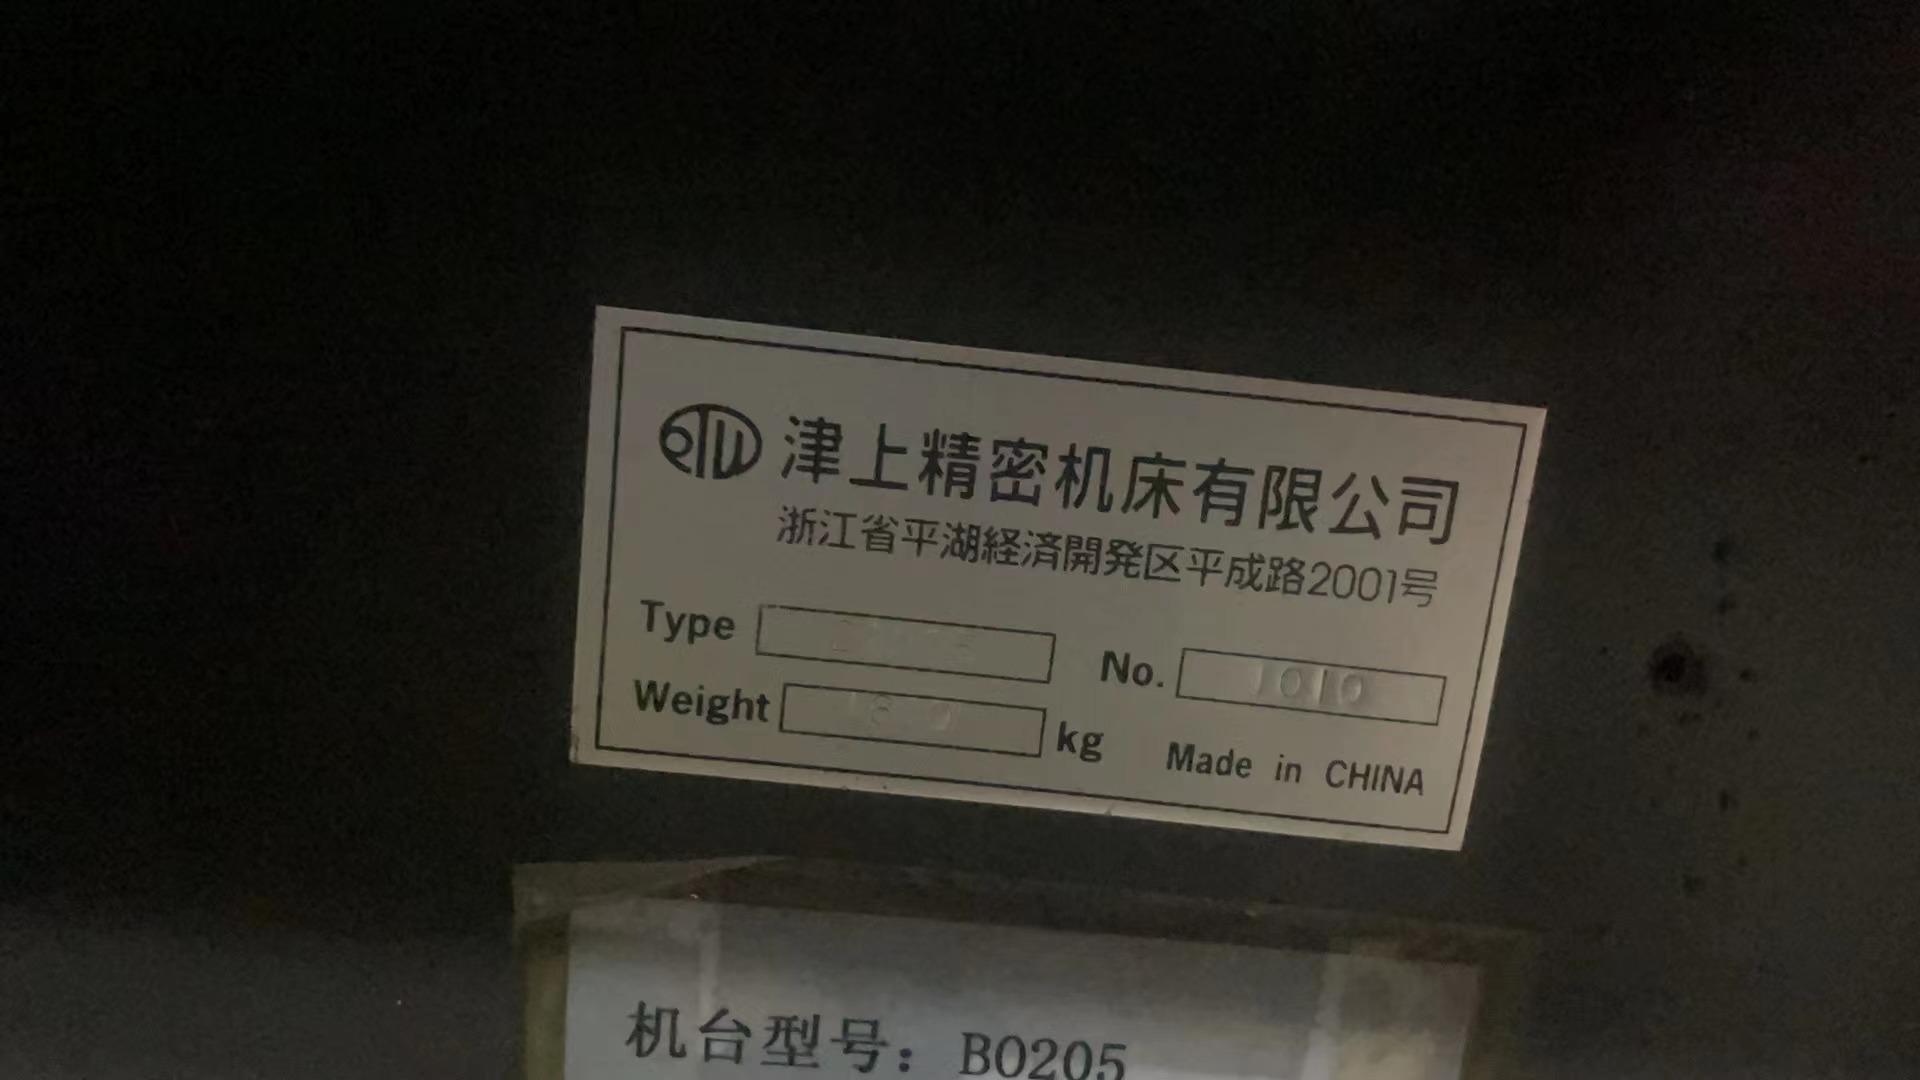 津上精密机床有限公司
浙江省平湖経済開発区平成路2001号
Type
No. 1010
Weight kg
Made in CHINA
机台型号：B0205